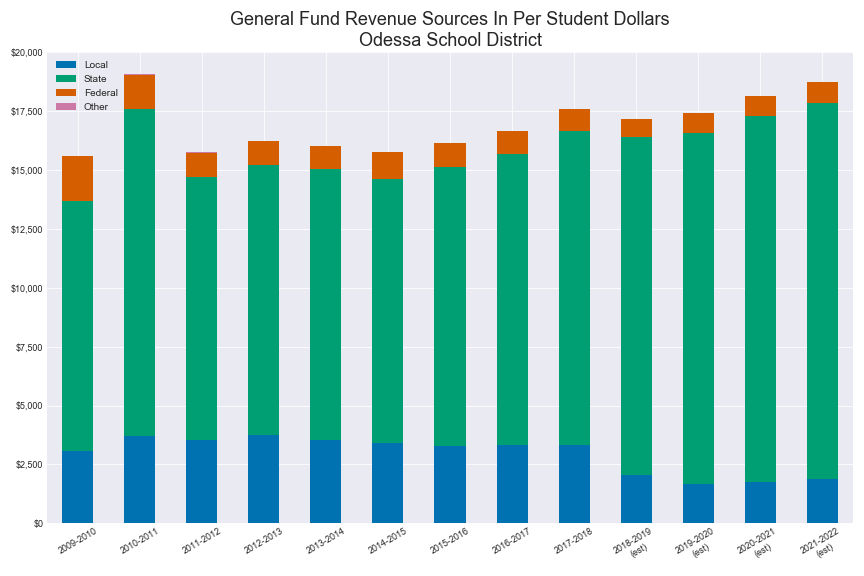 General Fund Revenue Sources In Per Student Dollars
Odessa School District
Local
State
Federal
Other
$20,000
$17,500
$15,000
$12,500
$10,000
$7,500
$5,000
$2,500
$0
2009-2010
2010-2011
2011-2012
2012-2013
2013-2014
2014-2015
2015-2016
2016-2017
2017-2018
2018-2019
(est)
2019-2020
(est)
2020-2021
(est)
2021-2022
(est)